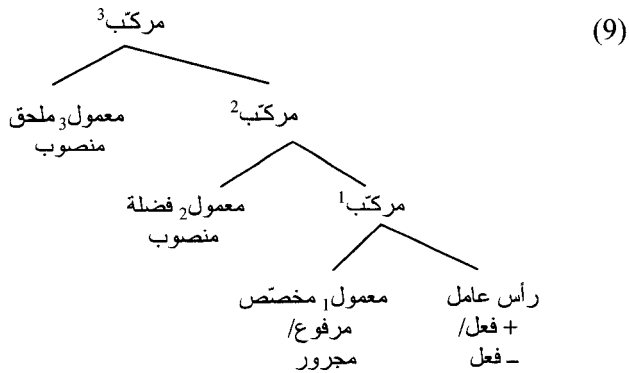 (9)
مركّب³
مركّب²
معمول₃ ملحق
منصوب
مركّب¹
معمول₂ فضلة
منصوب
رأس عامل
+ فعل/
– فعل
معمول₁ مخصّص
مرفوع/
مجرور